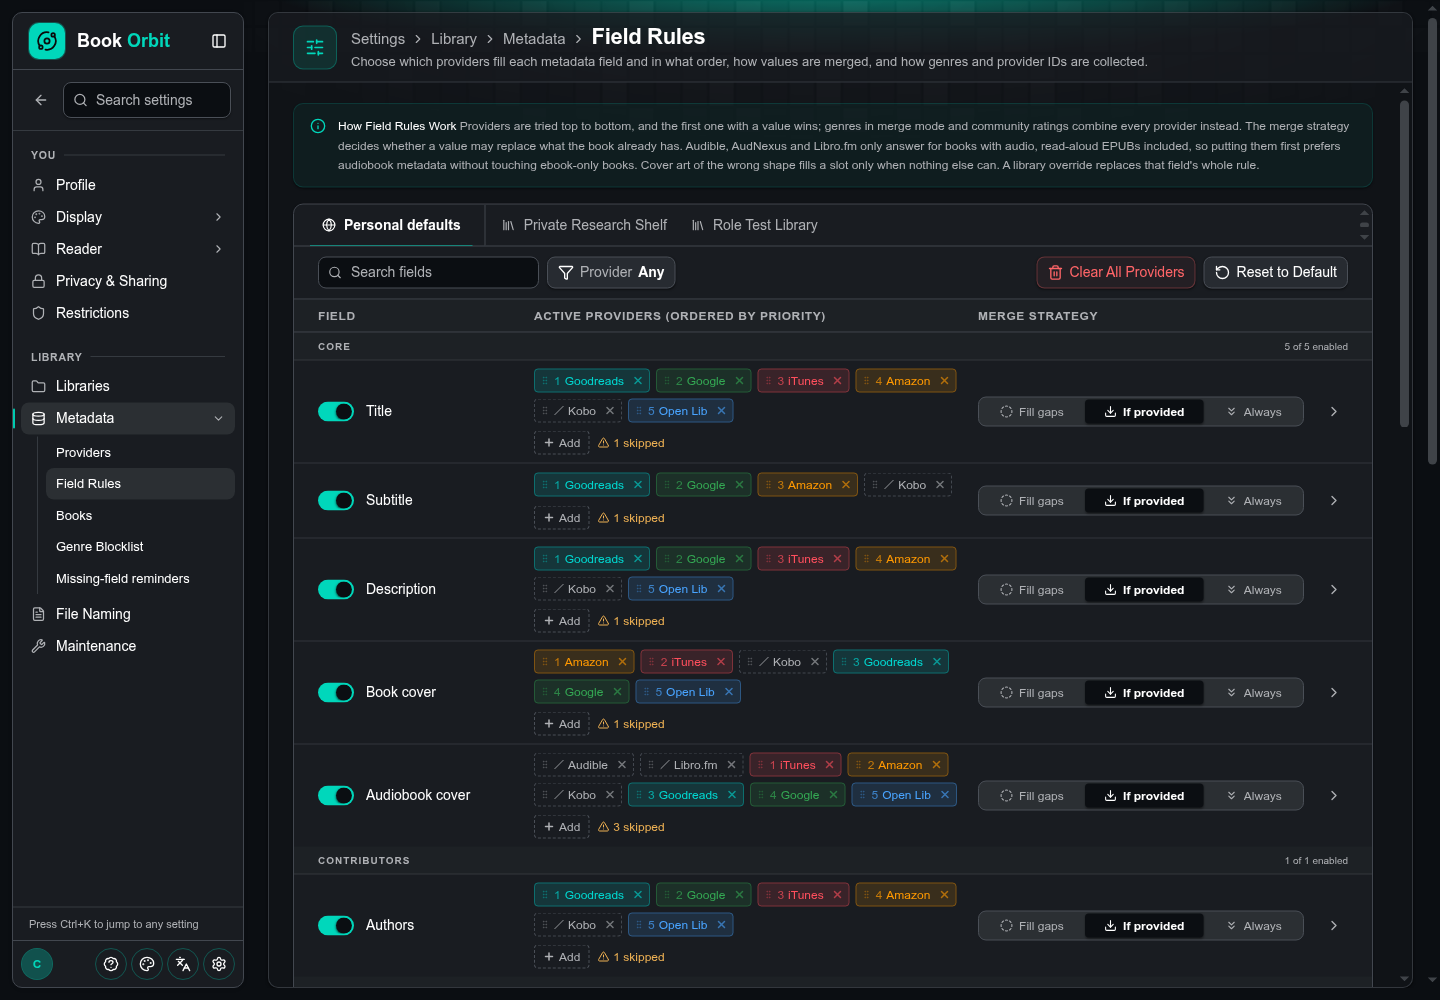 Book Orbit
Search settings
YOU
Profile
Display
Reader
Privacy & Sharing
Restrictions
LIBRARY
Libraries
Metadata
Providers
Field Rules
Books
Genre Blocklist
Missing-field reminders
File Naming
Maintenance
Press Ctrl+K to jump to any setting
C
Settings > Library > Metadata > Field Rules
Choose which providers fill each metadata field and in what order, how values are merged, and how genres and provider IDs are collected.
How Field Rules Work Providers are tried top to bottom, and the first one with a value wins; genres in merge mode and community ratings combine every provider instead. The merge strategy
decides whether a value may replace what the book already has. Audible, AudNexus and Libro.fm only answer for books with audio, read-aloud EPUBs included, so putting them first prefers
audiobook metadata without touching ebook-only books. Cover art of the wrong shape fills a slot only when nothing else can. A library override replaces that field's whole rule.
Personal defaults Private Research Shelf Role Test Library
Search fields Provider Any Clear All Providers Reset to Default
FIELD ACTIVE PROVIDERS (ORDERED BY PRIORITY) MERGE STRATEGY
CORE 5 of 5 enabled
1 Goodreads 2 Google 3 iTunes 4 Amazon
Title Kobo 5 Open Lib Fill gaps If provided Always
Add 1 skipped
1 Goodreads 2 Google 3 Amazon Kobo
Subtitle Fill gaps If provided Always
Add 1 skipped
1 Goodreads 2 Google 3 iTunes 4 Amazon
Description Kobo 5 Open Lib Fill gaps If provided Always
Add 1 skipped
1 Amazon 2 iTunes Kobo 3 Goodreads
Book cover 4 Google 5 Open Lib Fill gaps If provided Always
Add 1 skipped
Audible Libro.fm 1 iTunes 2 Amazon
Audiobook cover Kobo 3 Goodreads 4 Google 5 Open Lib Fill gaps If provided Always
Add 3 skipped
CONTRIBUTORS 1 of 1 enabled
1 Goodreads 2 Google 3 iTunes 4 Amazon
Authors Kobo 5 Open Lib Fill gaps If provided Always
Add 1 skipped